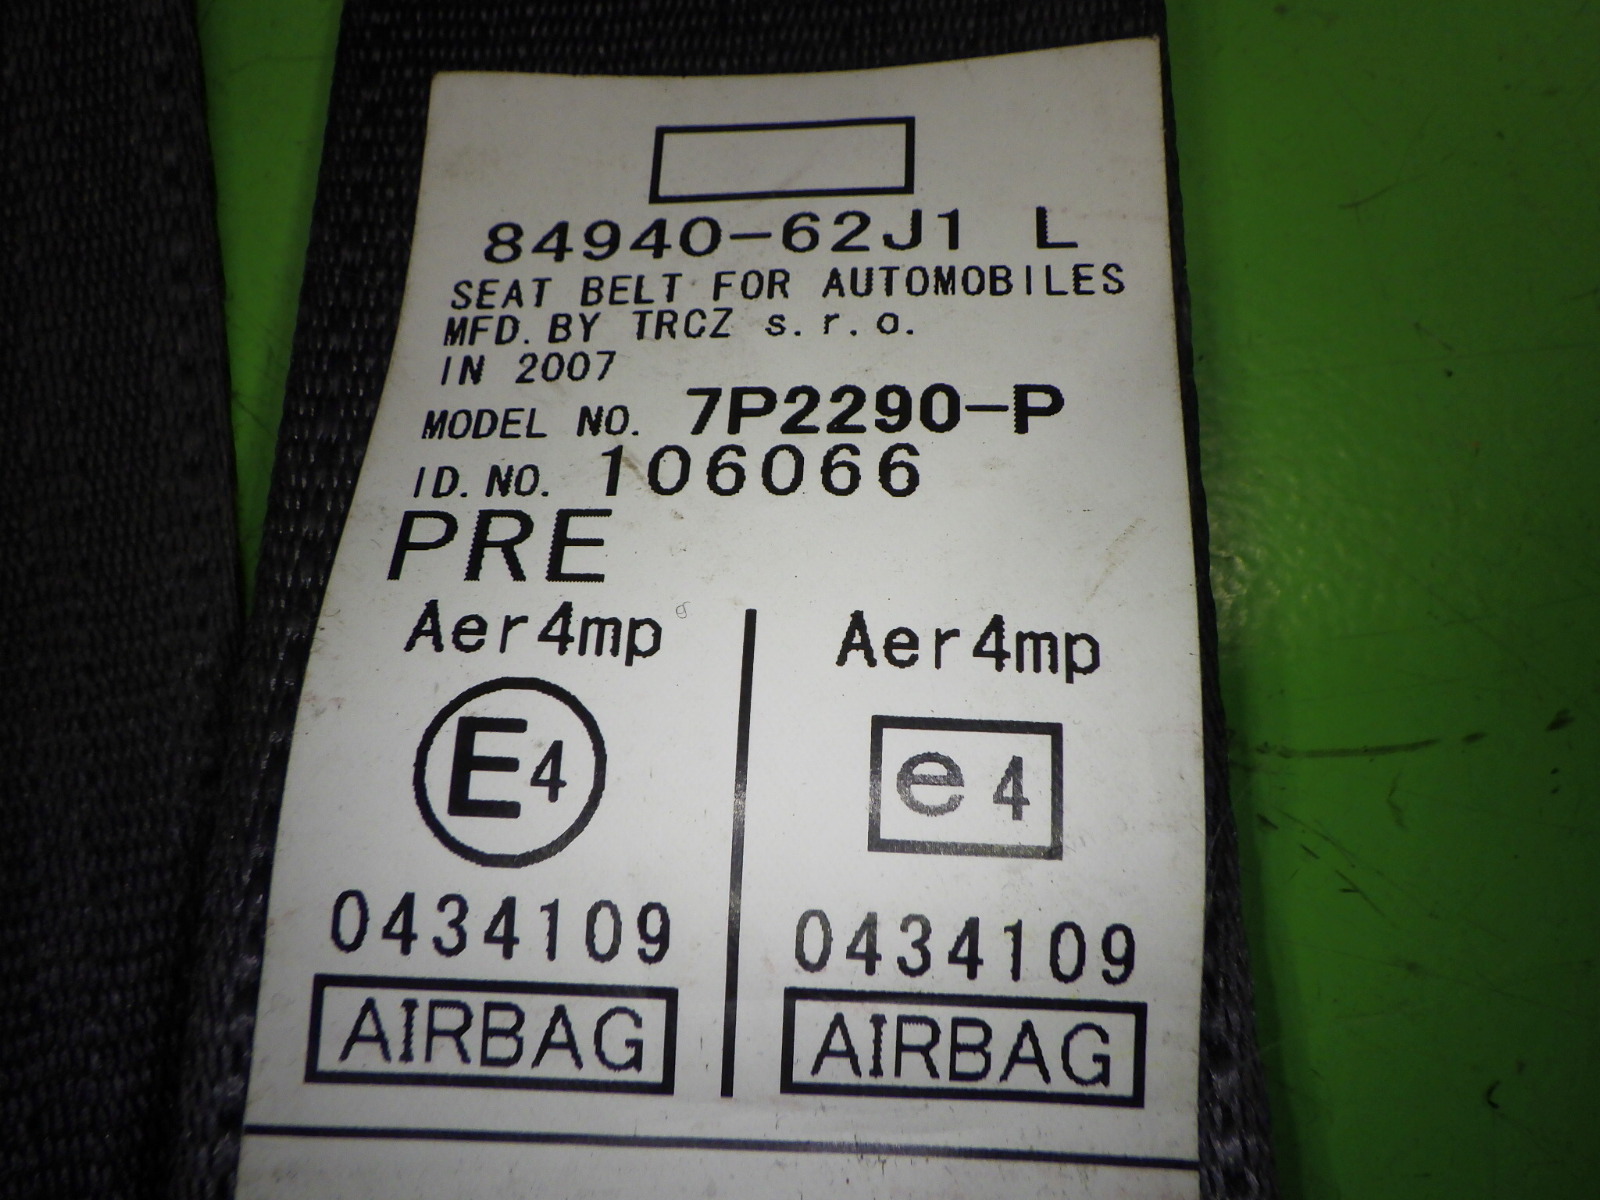 84940-62J1 L
SEAT BELT FOR AUTOMOBILES
MFD. BY TRCZ s.r.o.
IN 2007
MODEL NO. 7P2290-P
ID. NO. 106066
PRE
Aer4mp Aer4mp
E4 e4
0434109 0434109
AIRBAG AIRBAG